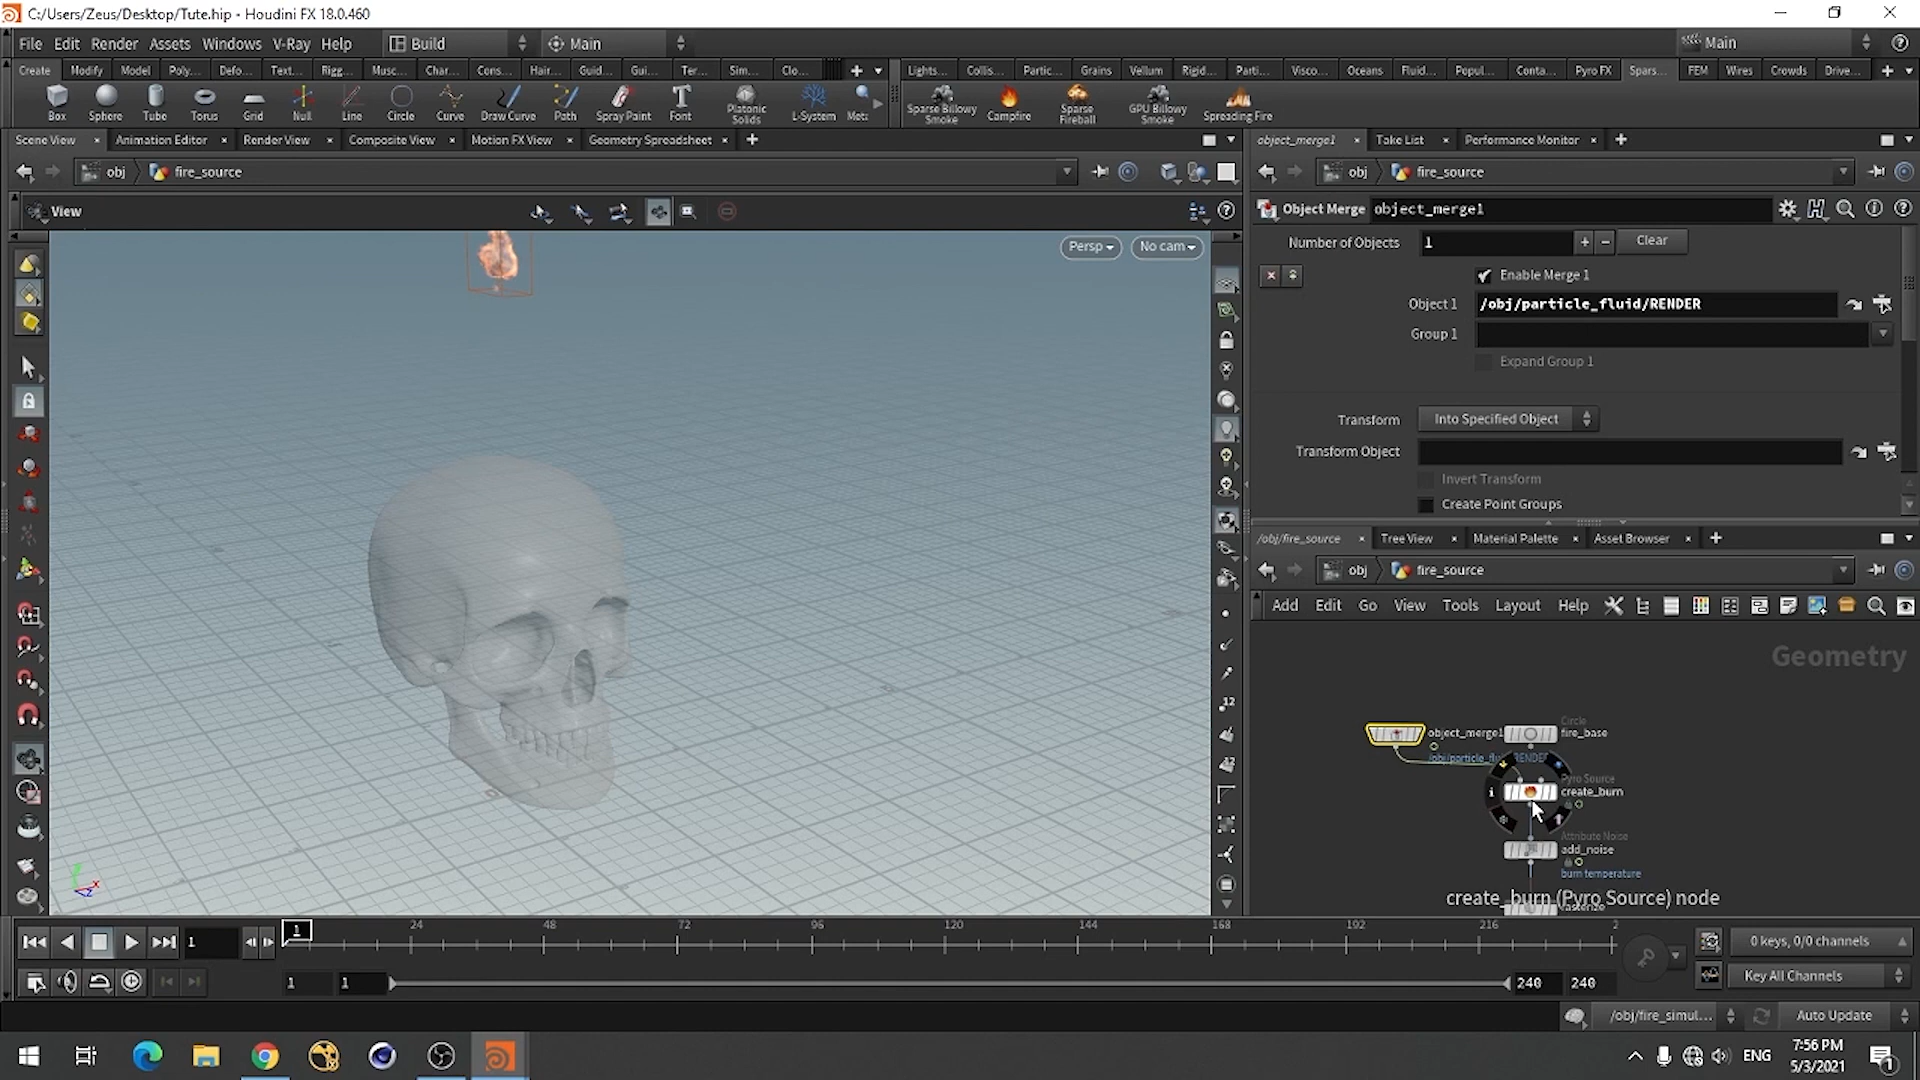 C:/Users/Zeus/Desktop/Tute.hip - Houdini FX 18.0.460
File Edit Render Assets Windows V-Ray Help Build Main Main
Create Modify Model Poly... Defo... Text... Rigg... Musc... Char... Cons... Hair... Guid... Gui... Ter... Sim... Clo... Lights... Collis... Partic... Grains Vellum Rigid... Parti... Visco... Oceans Fluid... Popul... Conta... Pyro FX Spars... FEM Wires Crowds Drive...
Box Sphere Tube Torus Grid Null Line Circle Curve Draw Curve Path Spray Paint Font Platonic Solids L-System Meta Sparse Billowy Smoke Campfire Sparse Fireball GPU Billowy Smoke Spreading Fire
Scene View Animation Editor Render View Composite View Motion FX View Geometry Spreadsheet object_merge1 Take List Performance Monitor
obj fire_source obj fire_source
View
Object Merge object_merge1
Persp No cam
Number of Objects 1 Clear
Enable Merge 1
Object 1 /obj/particle_fluid/RENDER
Group 1
Expand Group 1
Transform Into Specified Object
Transform Object
Invert Transform
Create Point Groups
/obj/fire_source Tree View Material Palette Asset Browser
obj fire_source
Add Edit Go View Tools Layout Help
Geometry
Circle
object_merge1 fire_base
Pyro Source
create_burn
Attribute Noise
add_noise
burn temperature
create_burn (Pyro Source) node
1 24 48 72 96 120 144 168 192 216 2
1
0 keys, 0/0 channels
1 1 240 240 Key All Channels
/obj/fire_simul... Auto Update
ENG 7:56 PM
5/3/2021
1